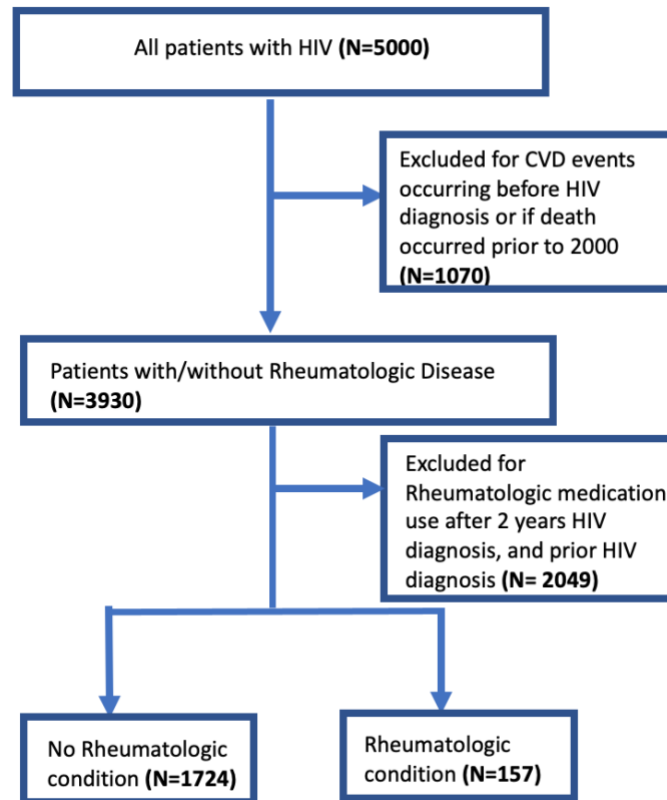 All patients with HIV (N=5000)
Excluded for CVD events
occurring before HIV
diagnosis or if death
occurred prior to 2000
(N=1070)
Patients with/without Rheumatologic Disease
(N=3930)
Excluded for
Rheumatologic medication
use after 2 years HIV
diagnosis, and prior HIV
diagnosis (N= 2049)
No Rheumatologic
condition (N=1724)
Rheumatologic
condition (N=157)